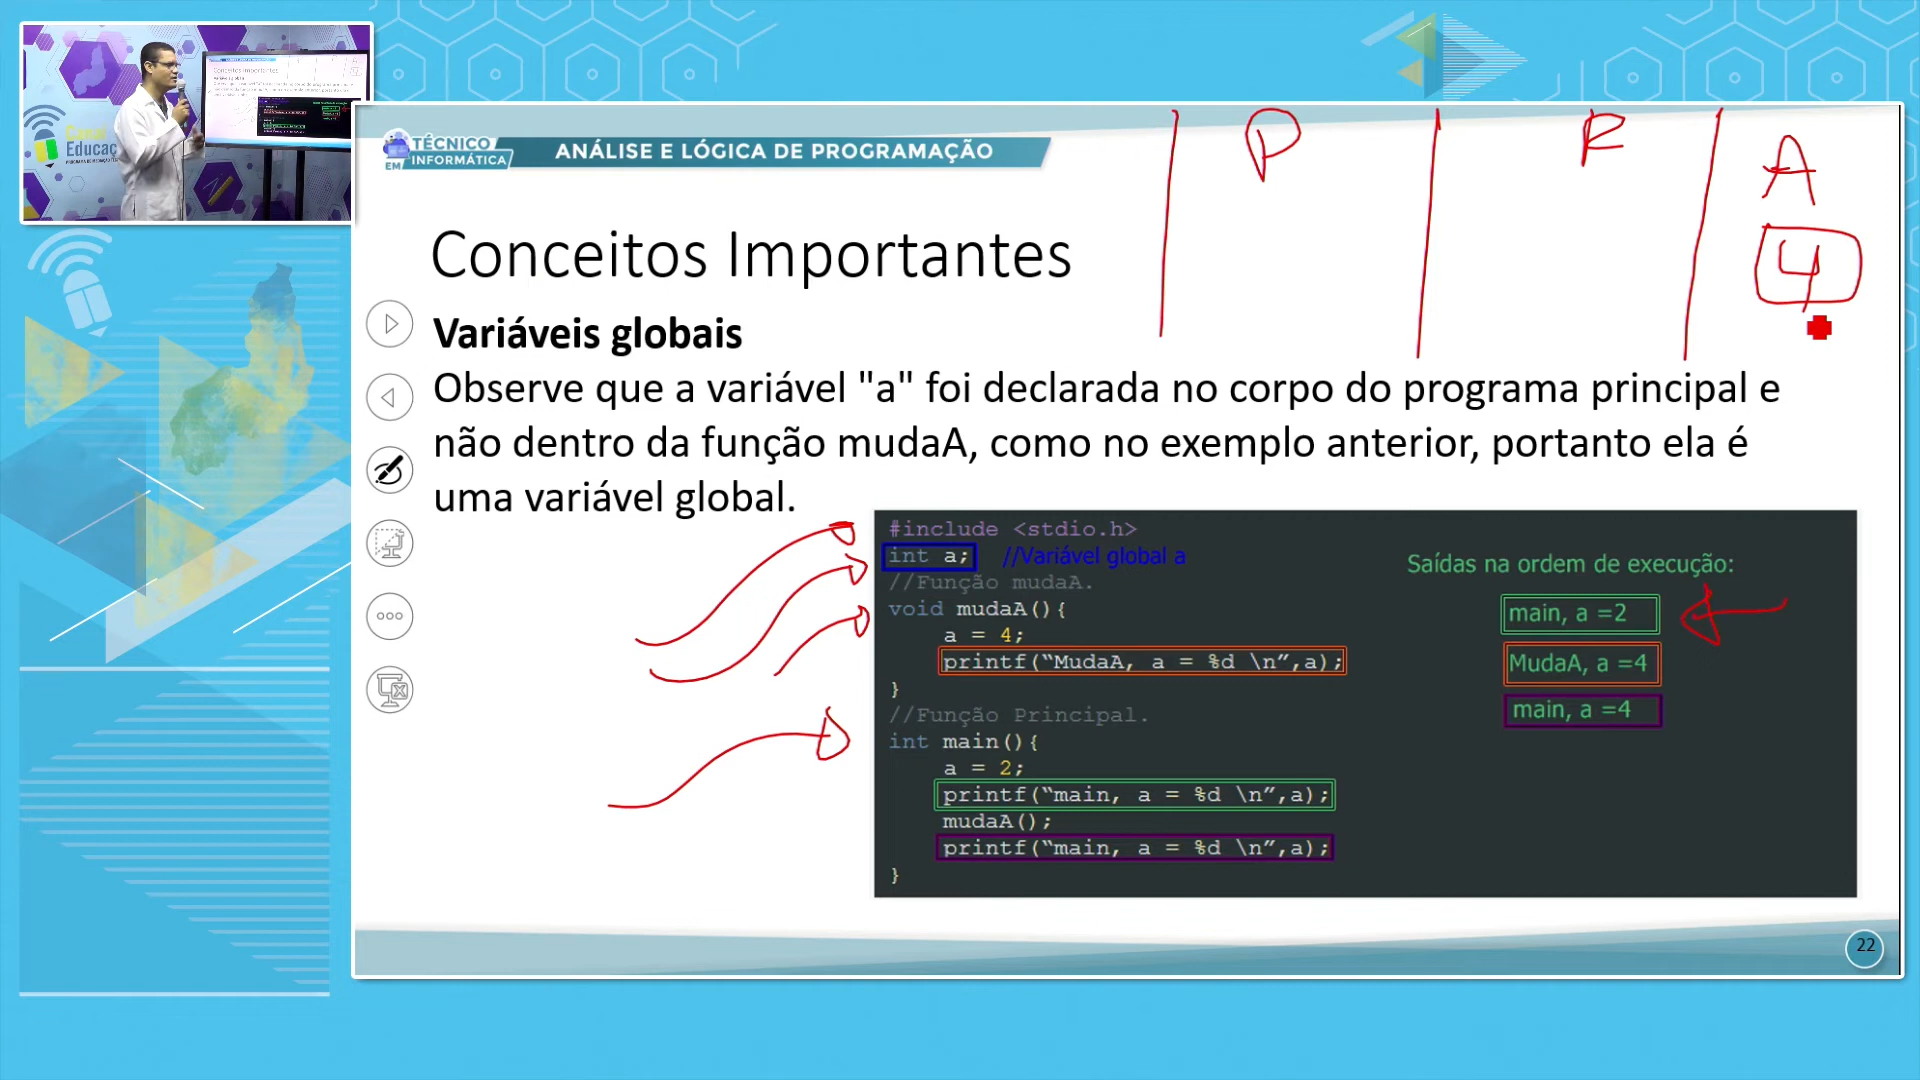 Canal
Educaç
TÉCNICO
EM INFORMÁTICA
ANÁLISE E LÓGICA DE PROGRAMAÇÃO
P
R
A
4
Conceitos Importantes
Variáveis globais
Observe que a variável "a" foi declarada no corpo do programa principal e
não dentro da função mudaA, como no exemplo anterior, portanto ela é
uma variável global.
#include <stdio.h>
int a; //Variável global a
//Função mudaA.
void mudaA(){
a = 4;
printf(“MudaA, a = %d \n”,a);
}
//Função Principal.
int main(){
a = 2;
printf(“main, a = %d \n”,a);
mudaA();
printf(“main, a = %d \n”,a);
}
Saídas na ordem de execução:
main, a =2
MudaA, a =4
main, a =4
22